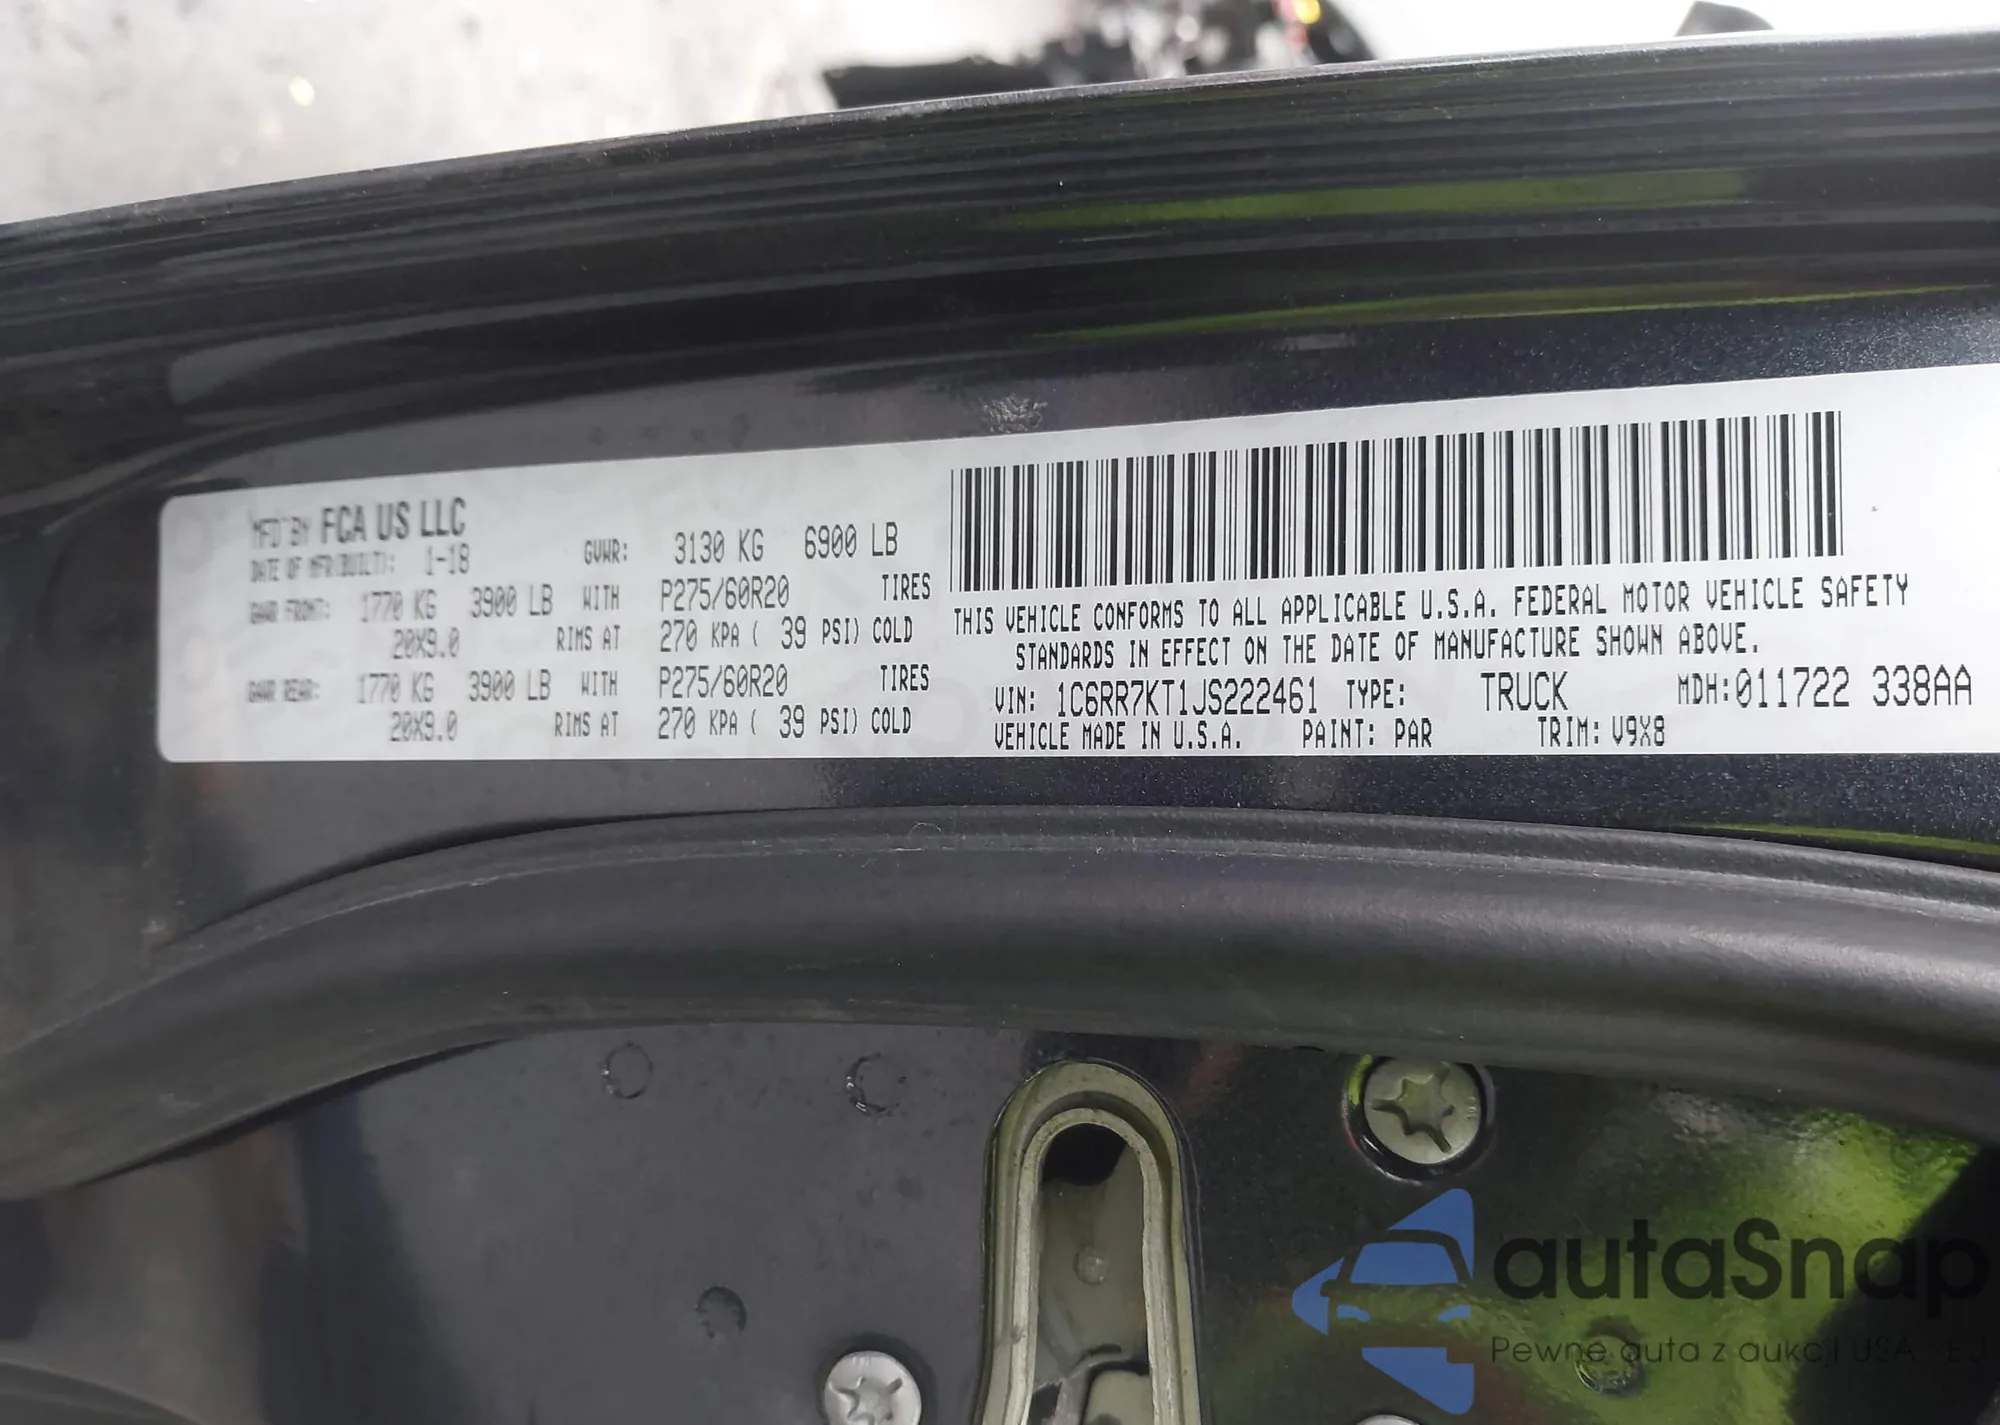 MFD BY FCA US LLC
DATE OF MFR(BUILT): 1-18 GVWR: 3130 KG 6900 LB
GAWR FRONT: 1770 KG 3900 LB WITH P275/60R20 TIRES
20X9.0 RIMS AT 270 KPA ( 39 PSI) COLD
GAWR REAR: 1770 KG 3900 LB WITH P275/60R20 TIRES
20X9.0 RIMS AT 270 KPA ( 39 PSI) COLD
THIS VEHICLE CONFORMS TO ALL APPLICABLE U.S.A. FEDERAL MOTOR VEHICLE SAFETY
STANDARDS IN EFFECT ON THE DATE OF MANUFACTURE SHOWN ABOVE.
VIN: 1C6RR7KT1JS222461 TYPE: TRUCK MDH:011722 338AA
VEHICLE MADE IN U.S.A. PAINT: PAR TRIM: V9X8
autaSnap
Pewne auta z aukcji USA